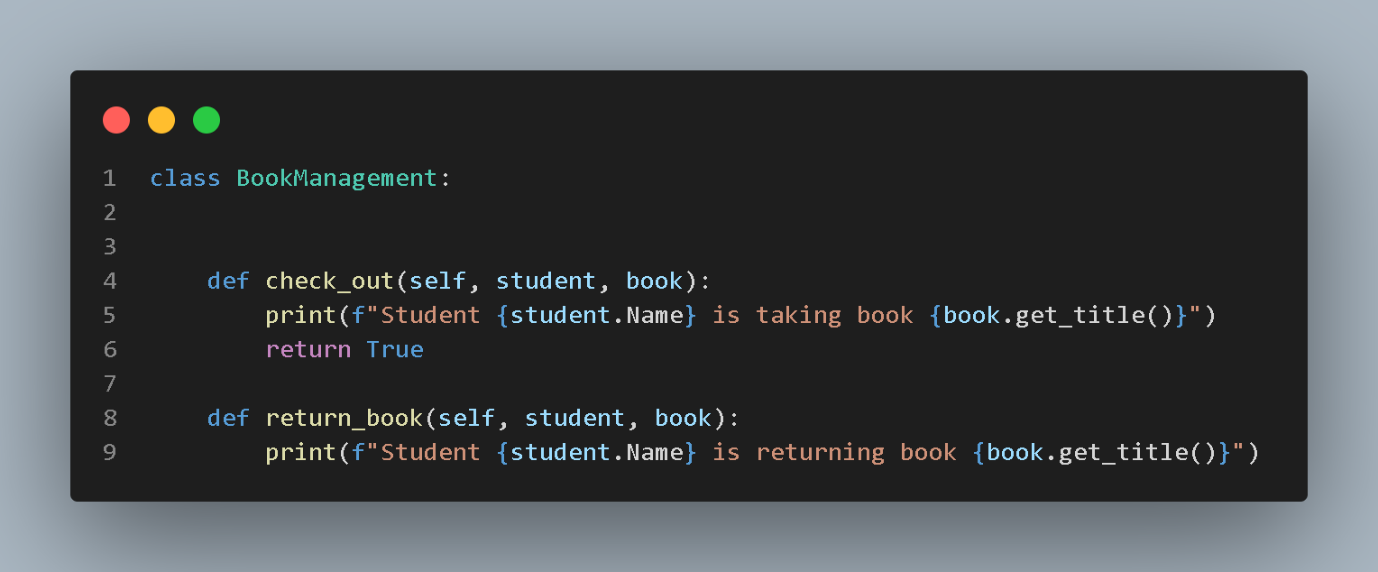 1 class BookManagement:
2
3
4     def check_out(self, student, book):
5         print(f"Student {student.Name} is taking book {book.get_title()}")
6         return True
7
8     def return_book(self, student, book):
9         print(f"Student {student.Name} is returning book {book.get_title()}")